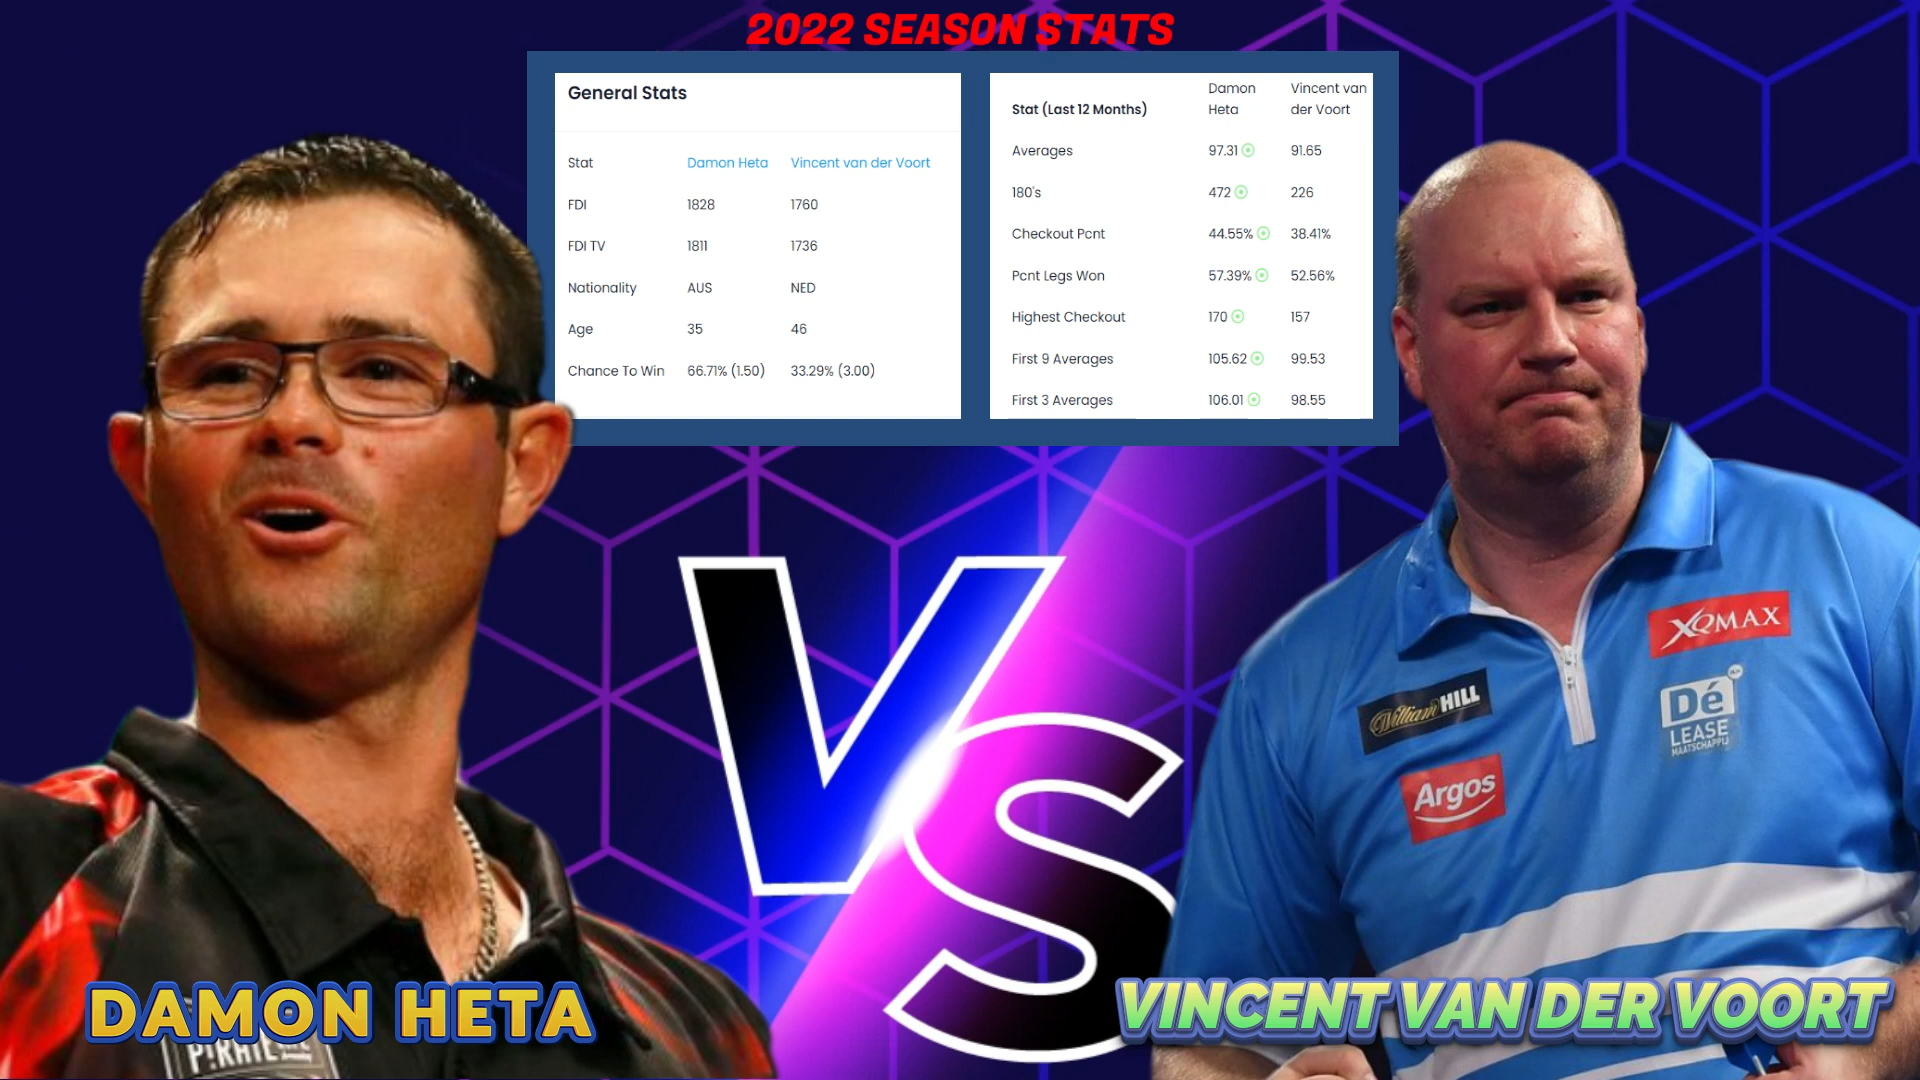 2022 SEASON STATS
General Stats
Stat Damon Heta Vincent van der Voort
FDI 1828 1760
FDI TV 1811 1736
Nationality AUS NED
Age 35 46
Chance To Win 66.71% (1.50) 33.29% (3.00)
Stat (Last 12 Months) Damon Heta Vincent van der Voort
Averages 97.31 91.65
180's 472 226
Checkout Pcnt 44.55% 38.41%
Pcnt Legs Won 57.39% 52.56%
Highest Checkout 170 157
First 9 Averages 105.62 99.53
First 3 Averages 106.01 98.55
VS
XQMAX
William HILL
Dé
LEASE
MAATSCHAPPIJ
Argos
DAMON HETA
VINCENT VAN DER VOORT